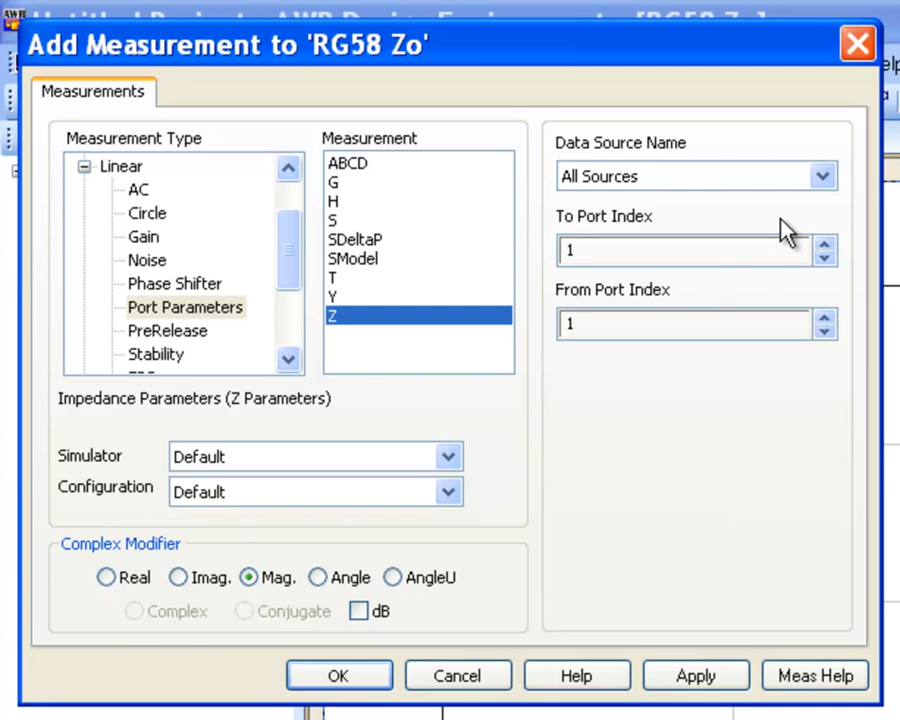 Add Measurement to 'RG58 Zo'
Measurements
Measurement Type
Linear
AC
Circle
Gain
Noise
Phase Shifter
Port Parameters
PreRelease
Stability
Measurement
ABCD
G
H
S
SDeltaP
SModel
T
Y
Z
Data Source Name
All Sources
To Port Index
1
From Port Index
1
Impedance Parameters (Z Parameters)
Simulator
Default
Configuration
Default
Complex Modifier
Real Imag. Mag. Angle AngleU
Complex Conjugate dB
OK Cancel Help Apply Meas Help